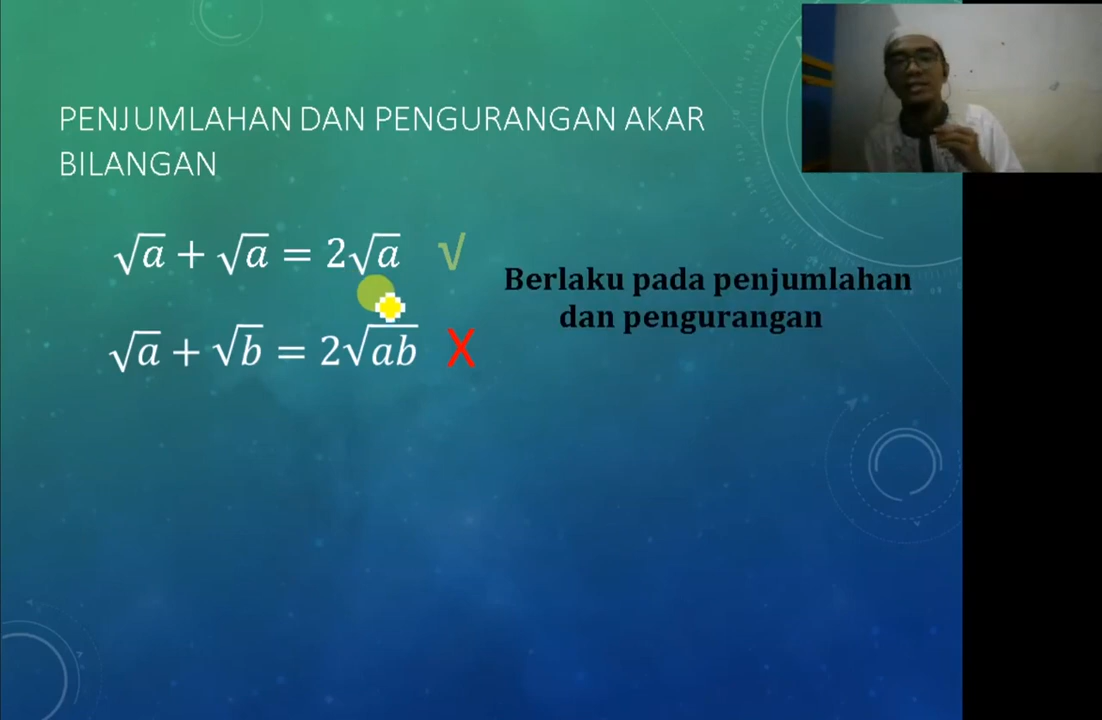 PENJUMLAHAN DAN PENGURANGAN AKAR
BILANGAN
√a + √a = 2√a √
Berlaku pada penjumlahan
dan pengurangan
√a + √b = 2√ab X